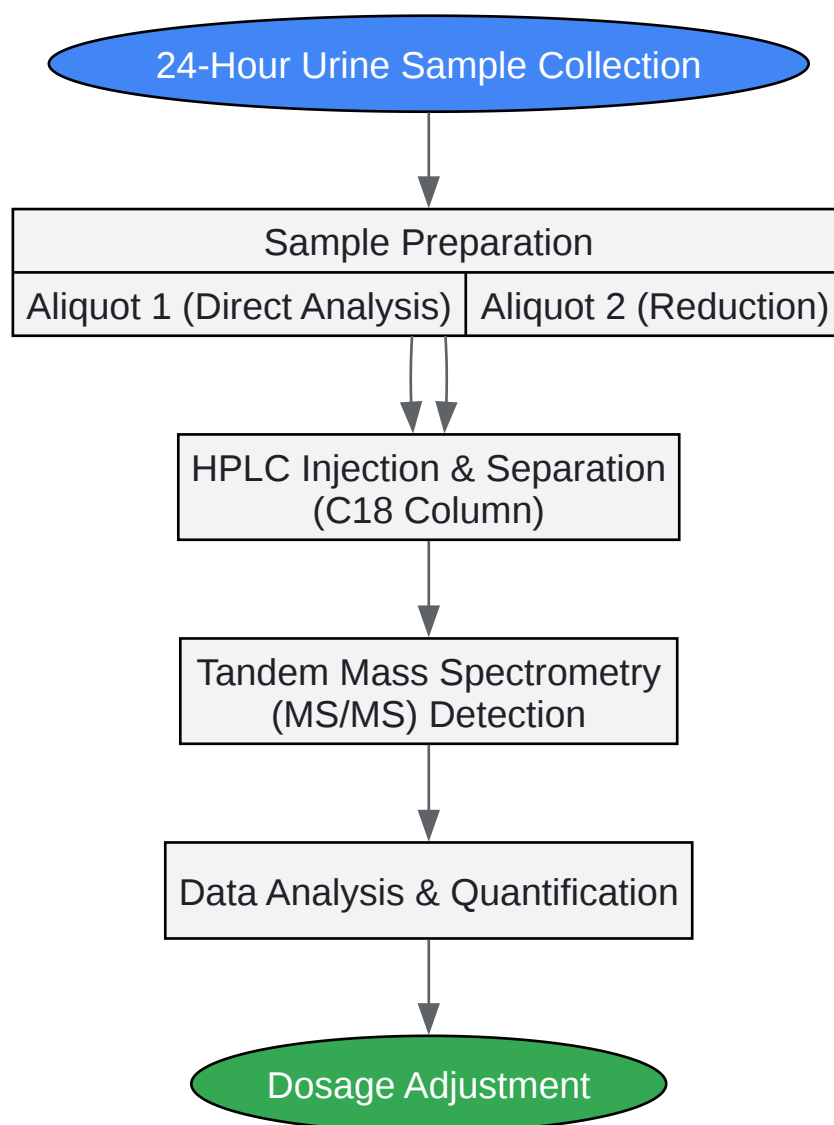 24-Hour Urine Sample Collection
Sample Preparation
Aliquot 1 (Direct Analysis)
Aliquot 2 (Reduction)
HPLC Injection & Separation
(C18 Column)
Tandem Mass Spectrometry
(MS/MS) Detection
Data Analysis & Quantification
Dosage Adjustment